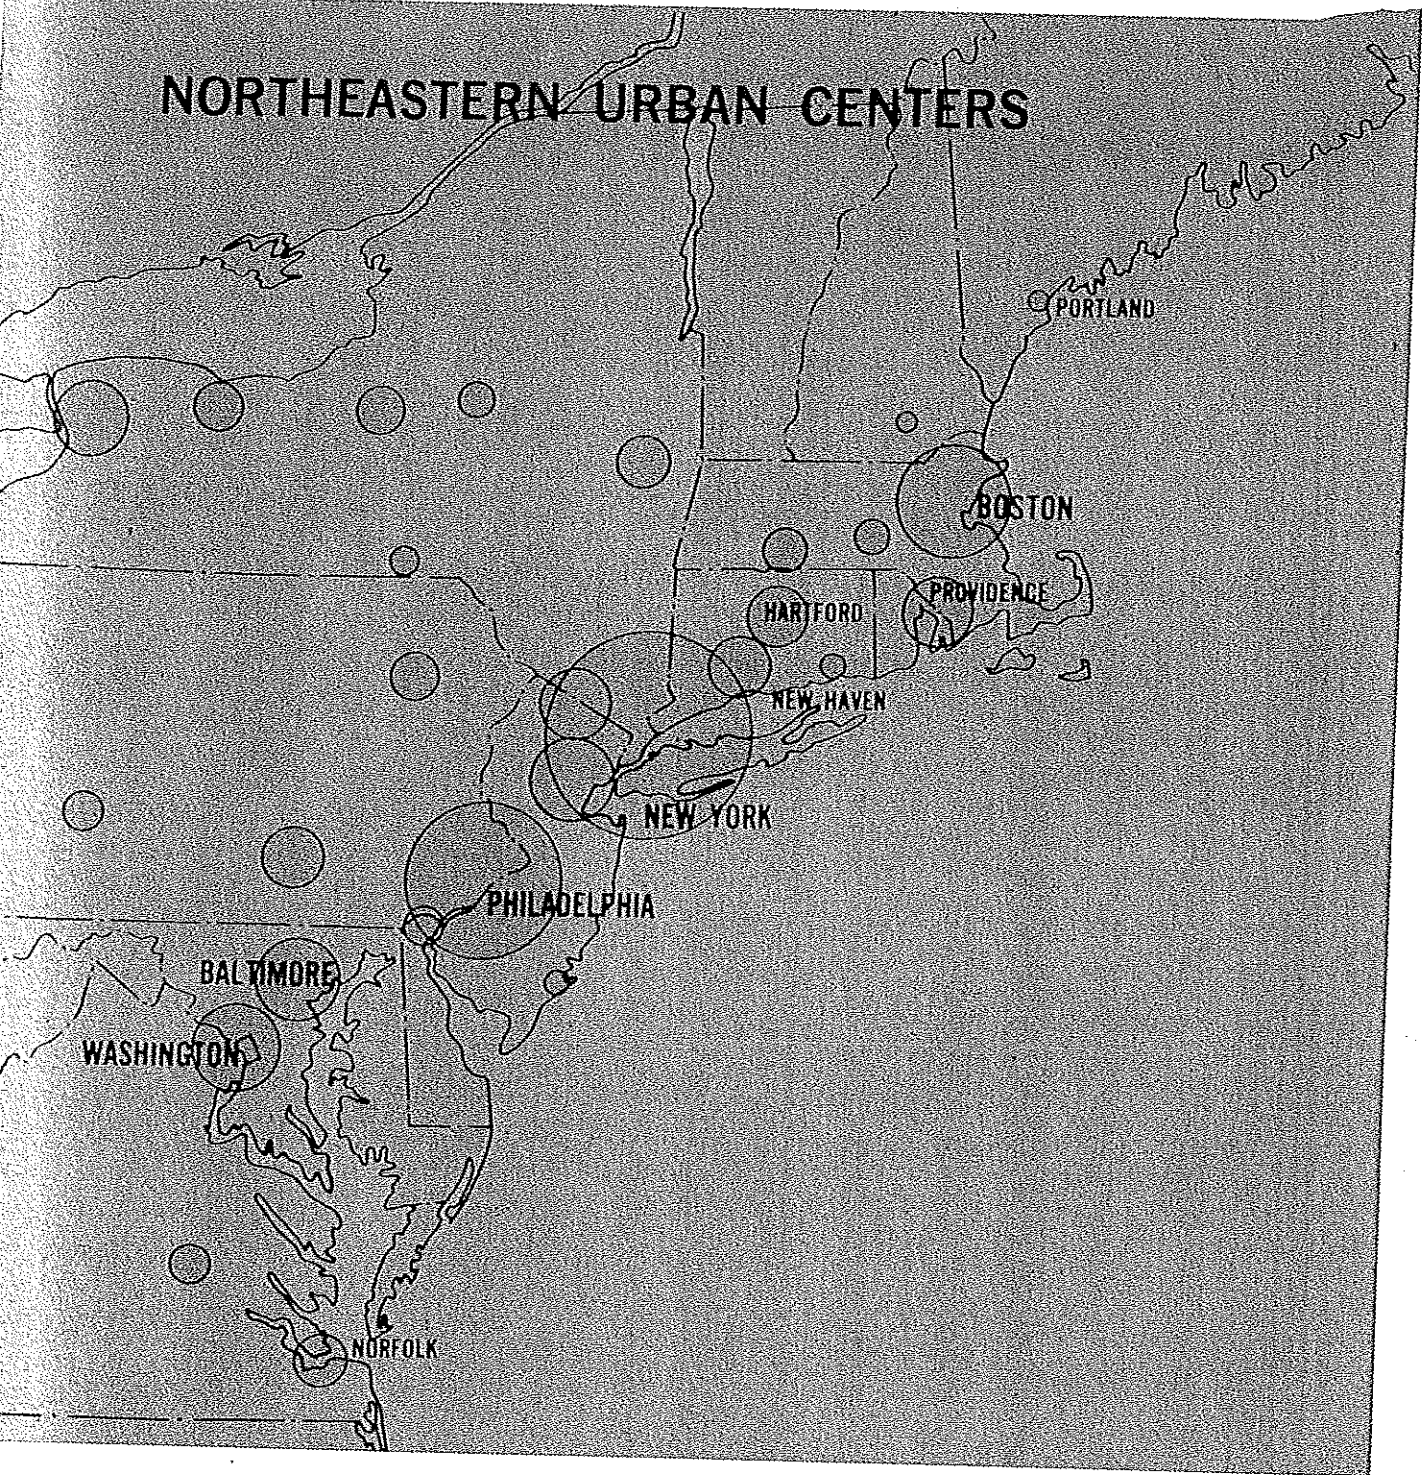 NORTHEASTERN URBAN CENTERS
PORTLAND
BOSTON
PROVIDENCE
HARTFORD
NEW HAVEN
NEW YORK
PHILADELPHIA
BALTIMORE
WASHINGTON
NORFOLK